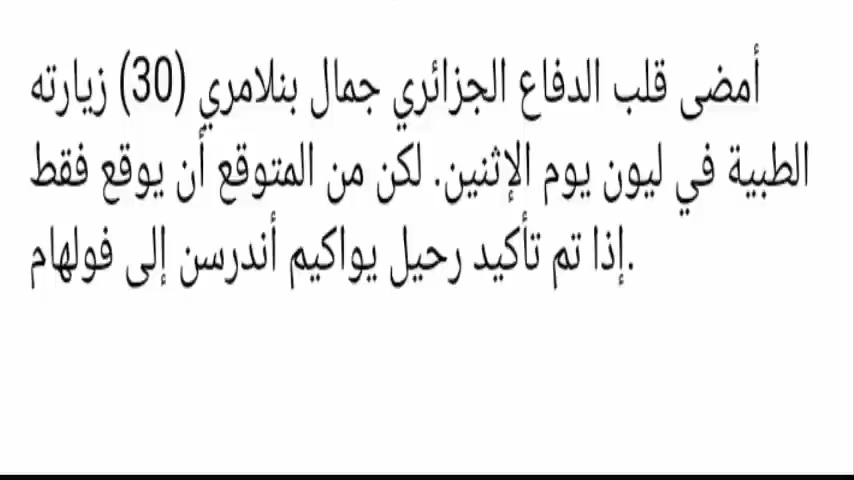 أمضى قلب الدفاع الجزائري جمال بنلامري (30) زيارته
الطبية في ليون يوم الإثنين. لكن من المتوقع أن يوقع فقط
إذا تم تأكيد رحيل يواكيم أندرسن إلى فولهام.